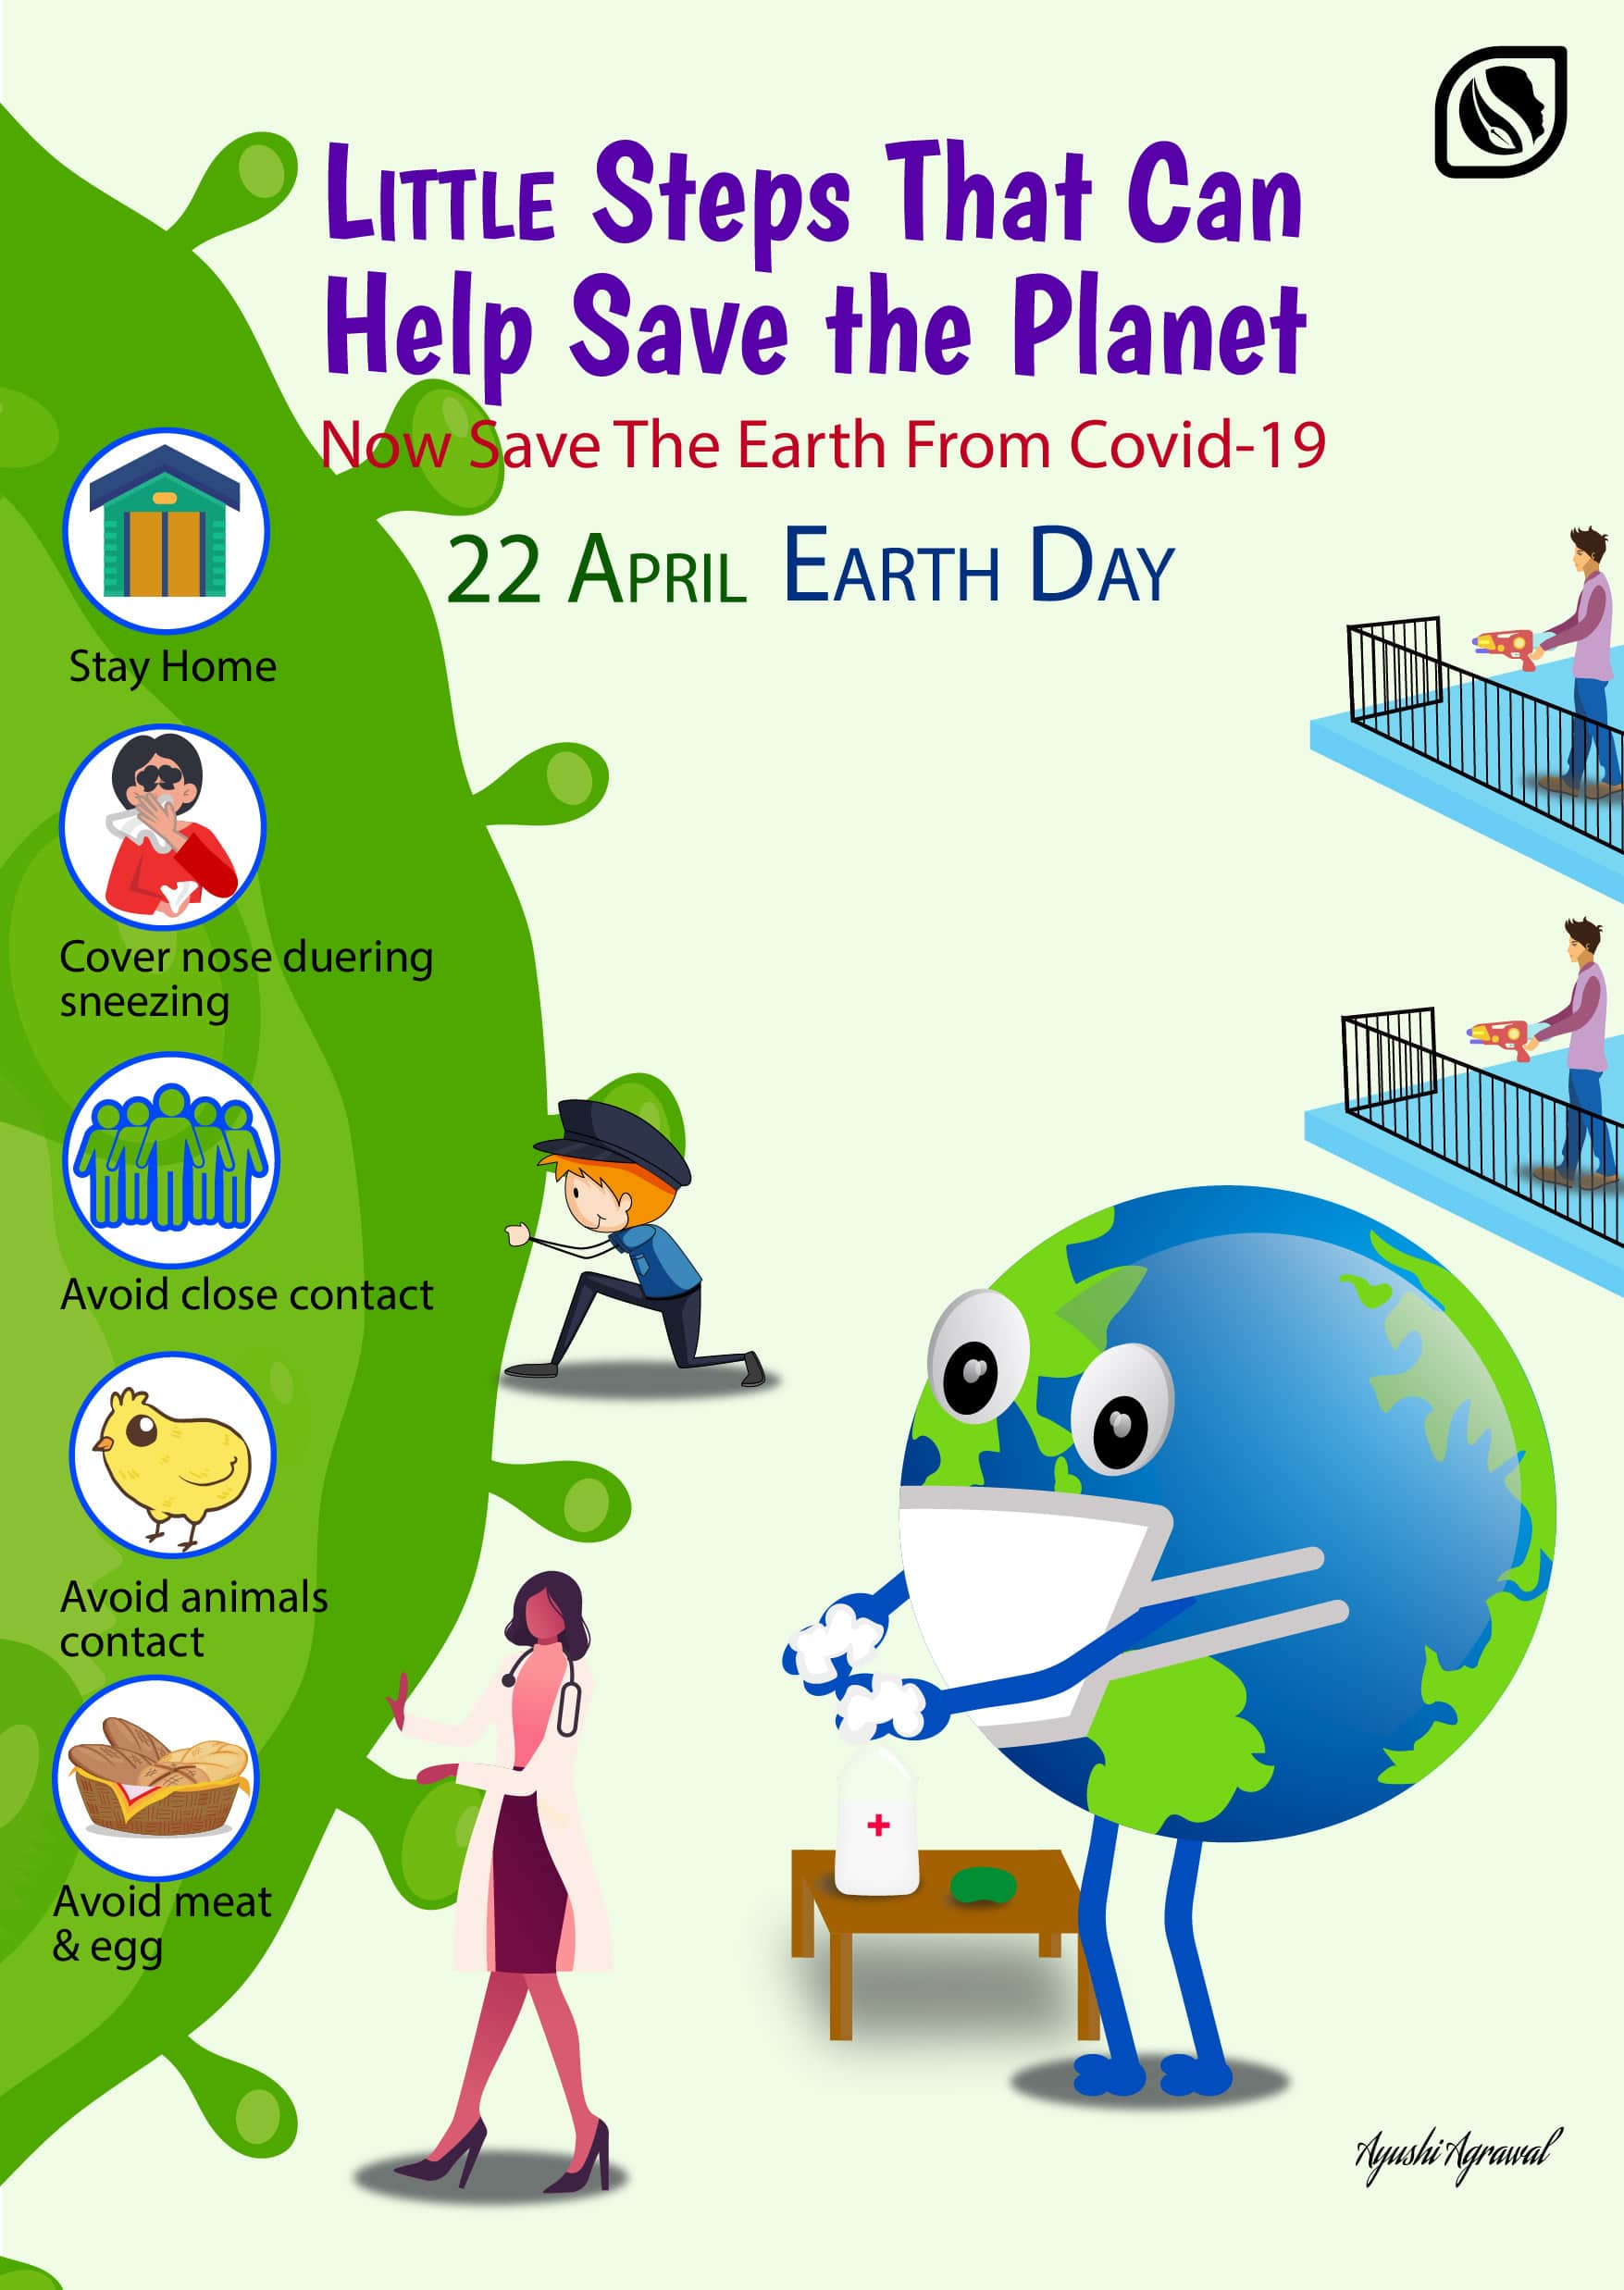 LITTLE Steps That Can
Help Save the Planet
Now Save The Earth From Covid-19
22 APRIL EARTH DAY
Stay Home
Cover nose duering
sneezing
Avoid close contact
Avoid animals
contact
Avoid meat
& egg
Ayushi Agrawal